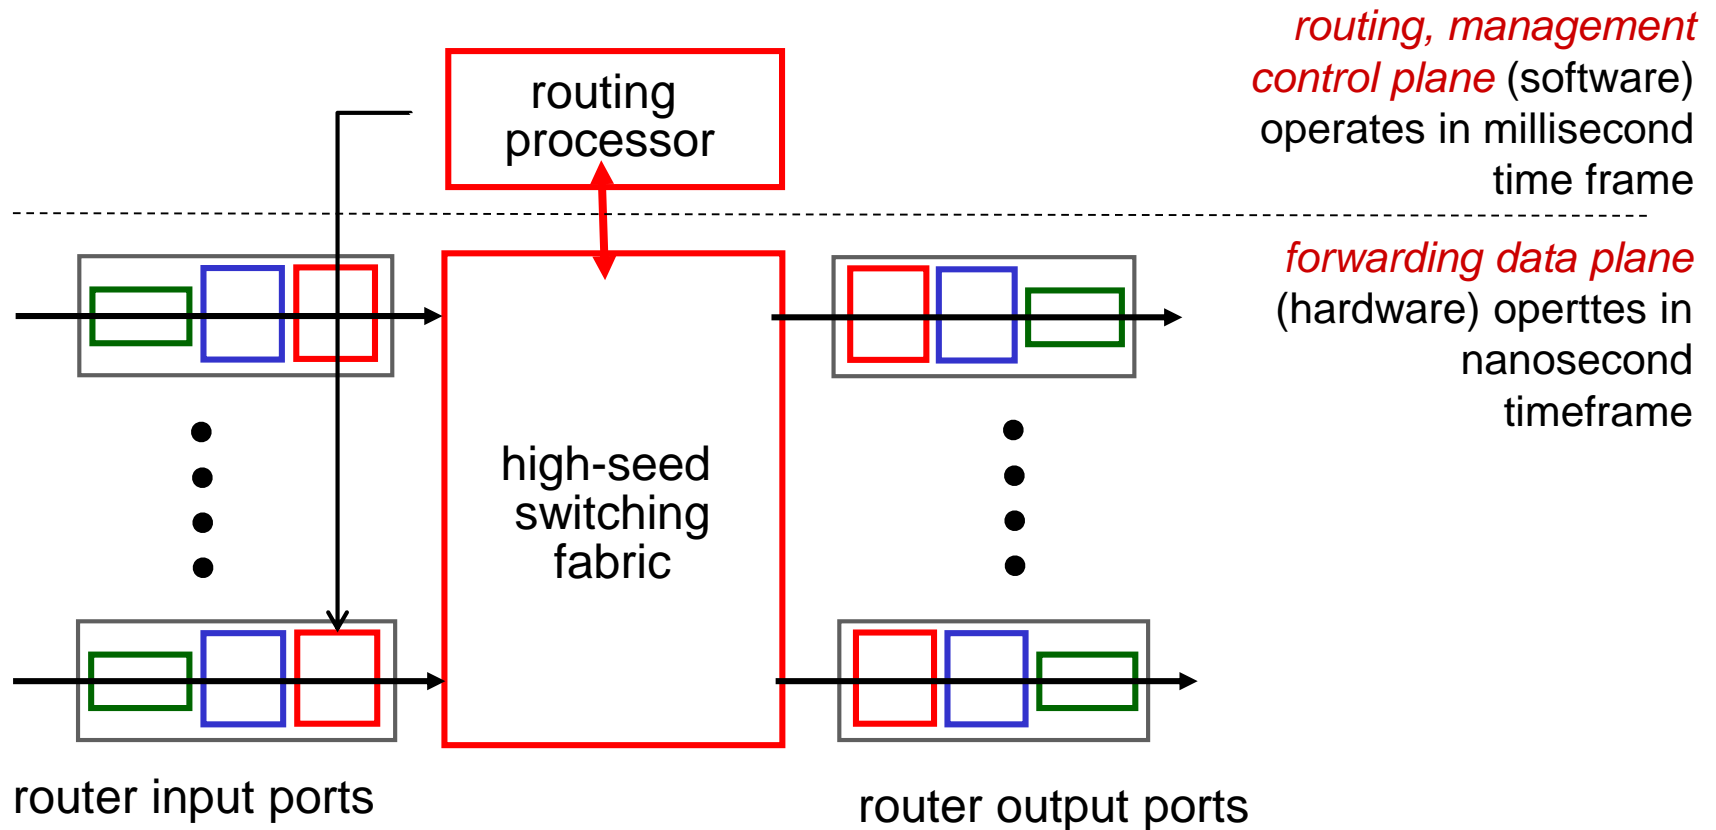 routing, management
control plane (software)
operates in millisecond
time frame
routing
processor
forwarding data plane
(hardware) operttes in
nanosecond
timeframe
high-seed
switching
fabric
router input ports
router output ports